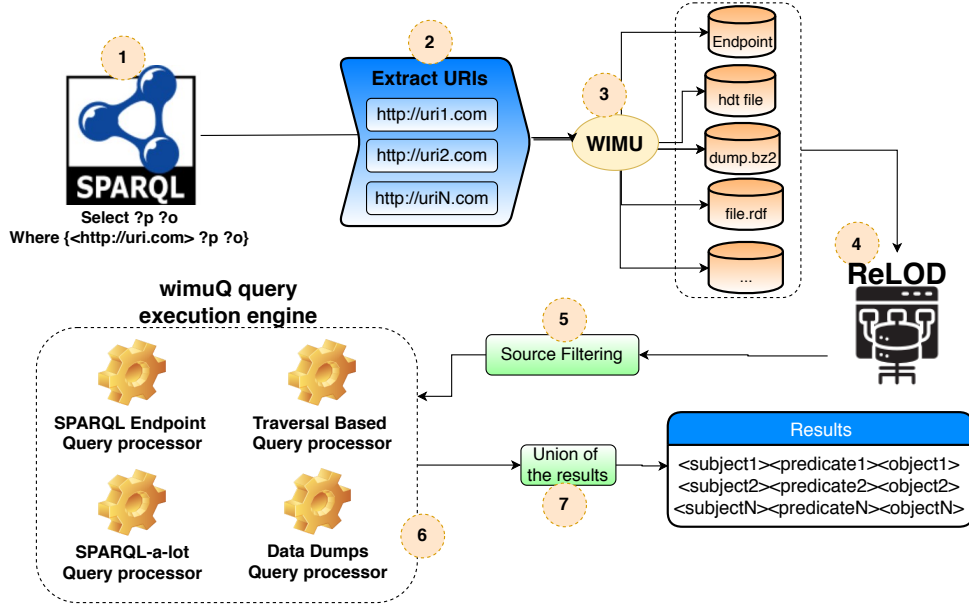 1
SPARQL
Select ?p ?o
Where {<http://uri.com> ?p ?o}
2
Extract URIs
http://uri1.com
http://uri2.com
http://uriN.com
3
WIMU
Endpoint
hdt file
dump.bz2
file.rdf
...
4
ReLOD
5
Source Filtering
wimuQ query
execution engine
SPARQL Endpoint
Query processor
Traversal Based
Query processor
SPARQL-a-lot
Query processor
Data Dumps
Query processor
6
Union of
the results
7
Results
<subject1><predicate1><object1>
<subject2><predicate2><object2>
<subjectN><predicateN><objectN>